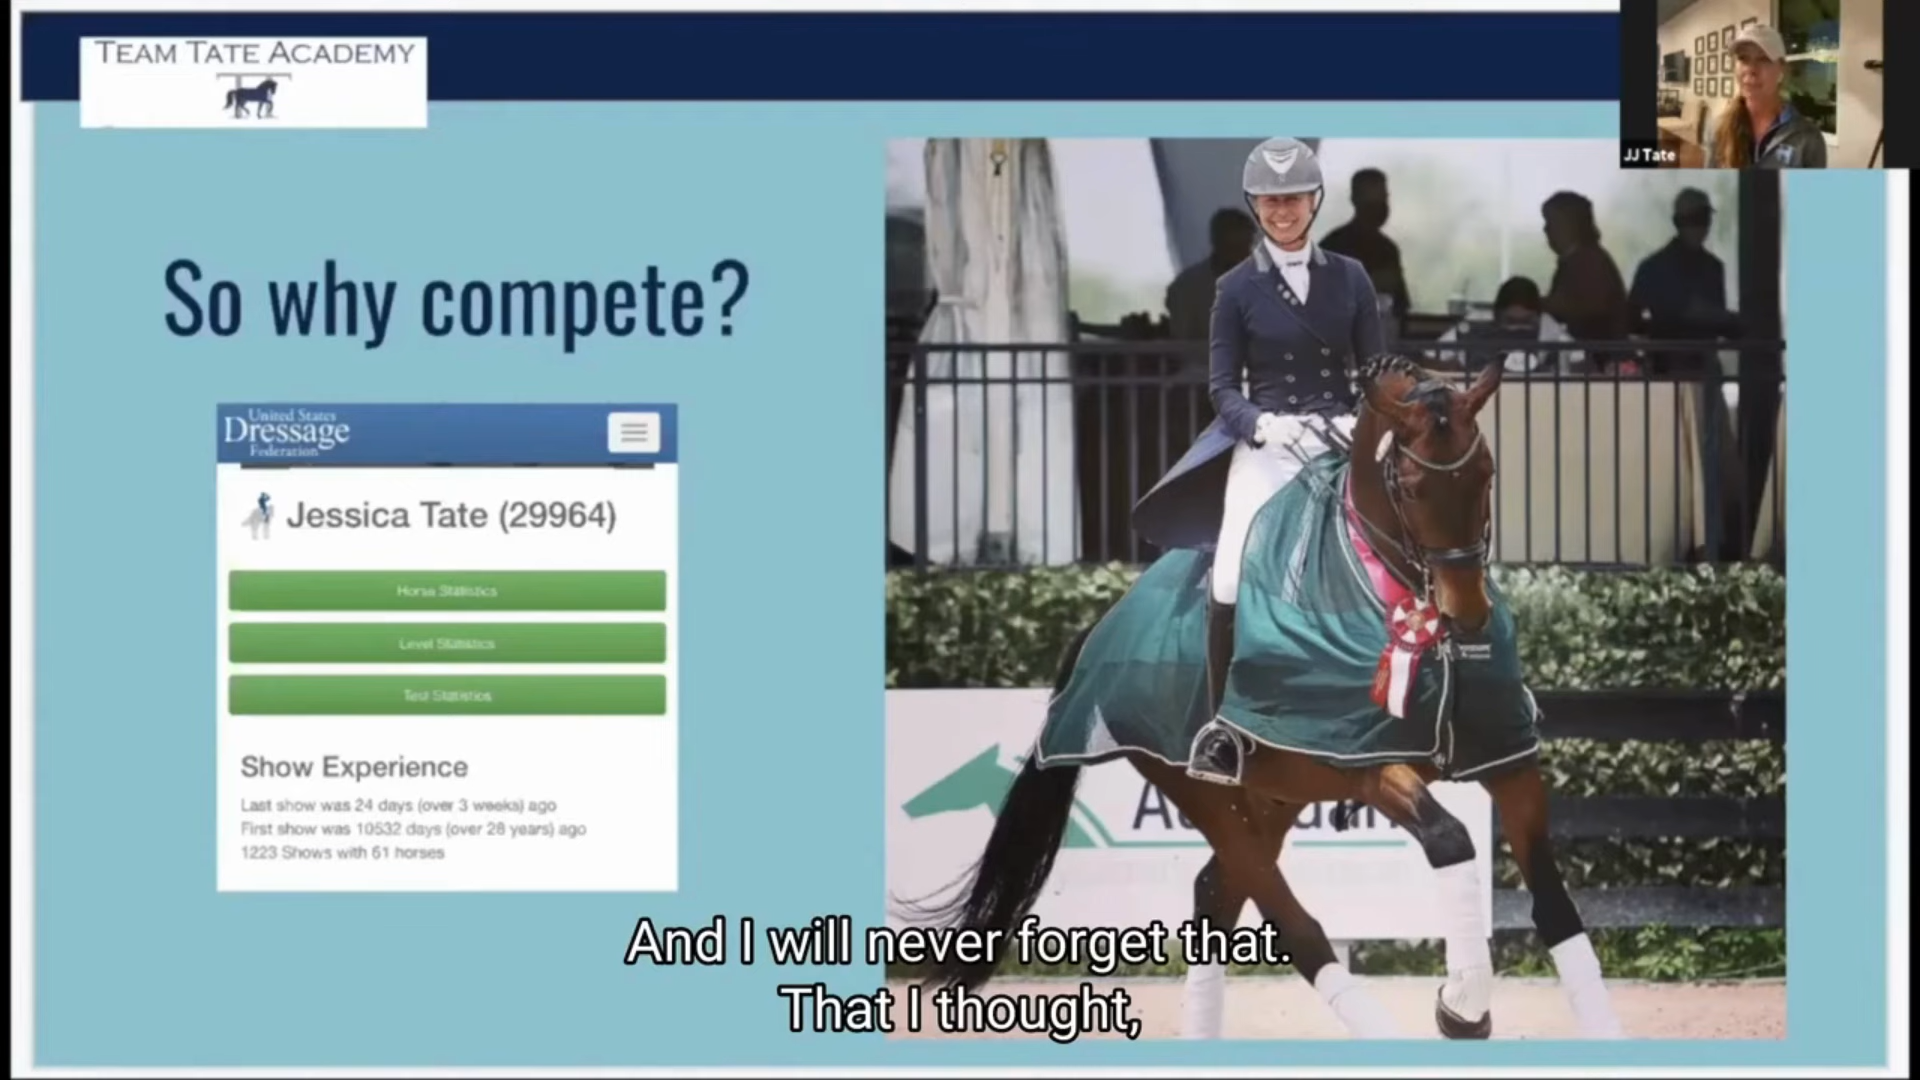 TEAM TATE ACADEMY
JJ Tate
So why compete?
United States
Dressage
Federation
Jessica Tate (29964)
Horse Statistics
Level Statistics
Test Statistics
Show Experience
Last show was 24 days (over 3 weeks) ago
First show was 10532 days (over 28 years) ago
1223 Shows with 61 horses
And I will never forget that.
That I thought,